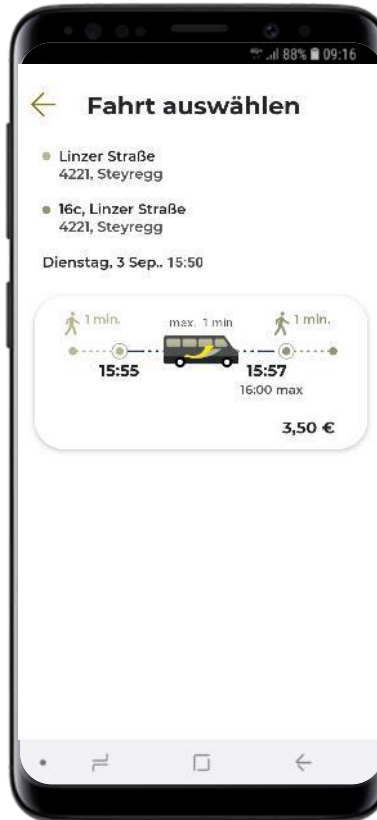 4G+ 88% 09:16
Fahrt auswählen
Linzer Straße
4221, Steyregg
16c, Linzer Straße
4221, Steyregg
Dienstag, 3 Sep.. 15:50
1 min. max. 1 min 1 min.
15:55 15:57
16:00 max
3,50 €